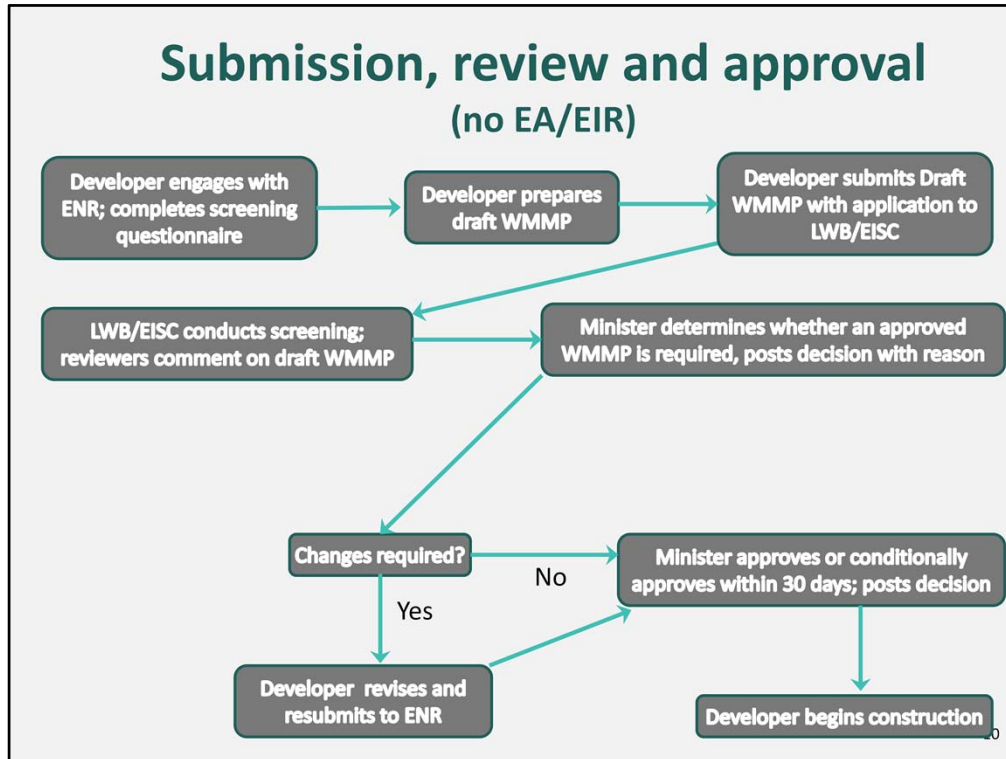 Submission, review and approval
(no EA/EIR)
Developer engages with
ENR; completes screening
questionnaire
Developer prepares
draft WMMP
Developer submits Draft
WMMP with application to
LWB/EISC
LWB/EISC conducts screening;
reviewers comment on draft WMMP
Minister determines whether an approved
WMMP is required, posts decision with reason
Changes required?
No
Minister approves or conditionally
approves within 30 days; posts decision
Yes
Developer revises and
resubmits to ENR
Developer begins construction